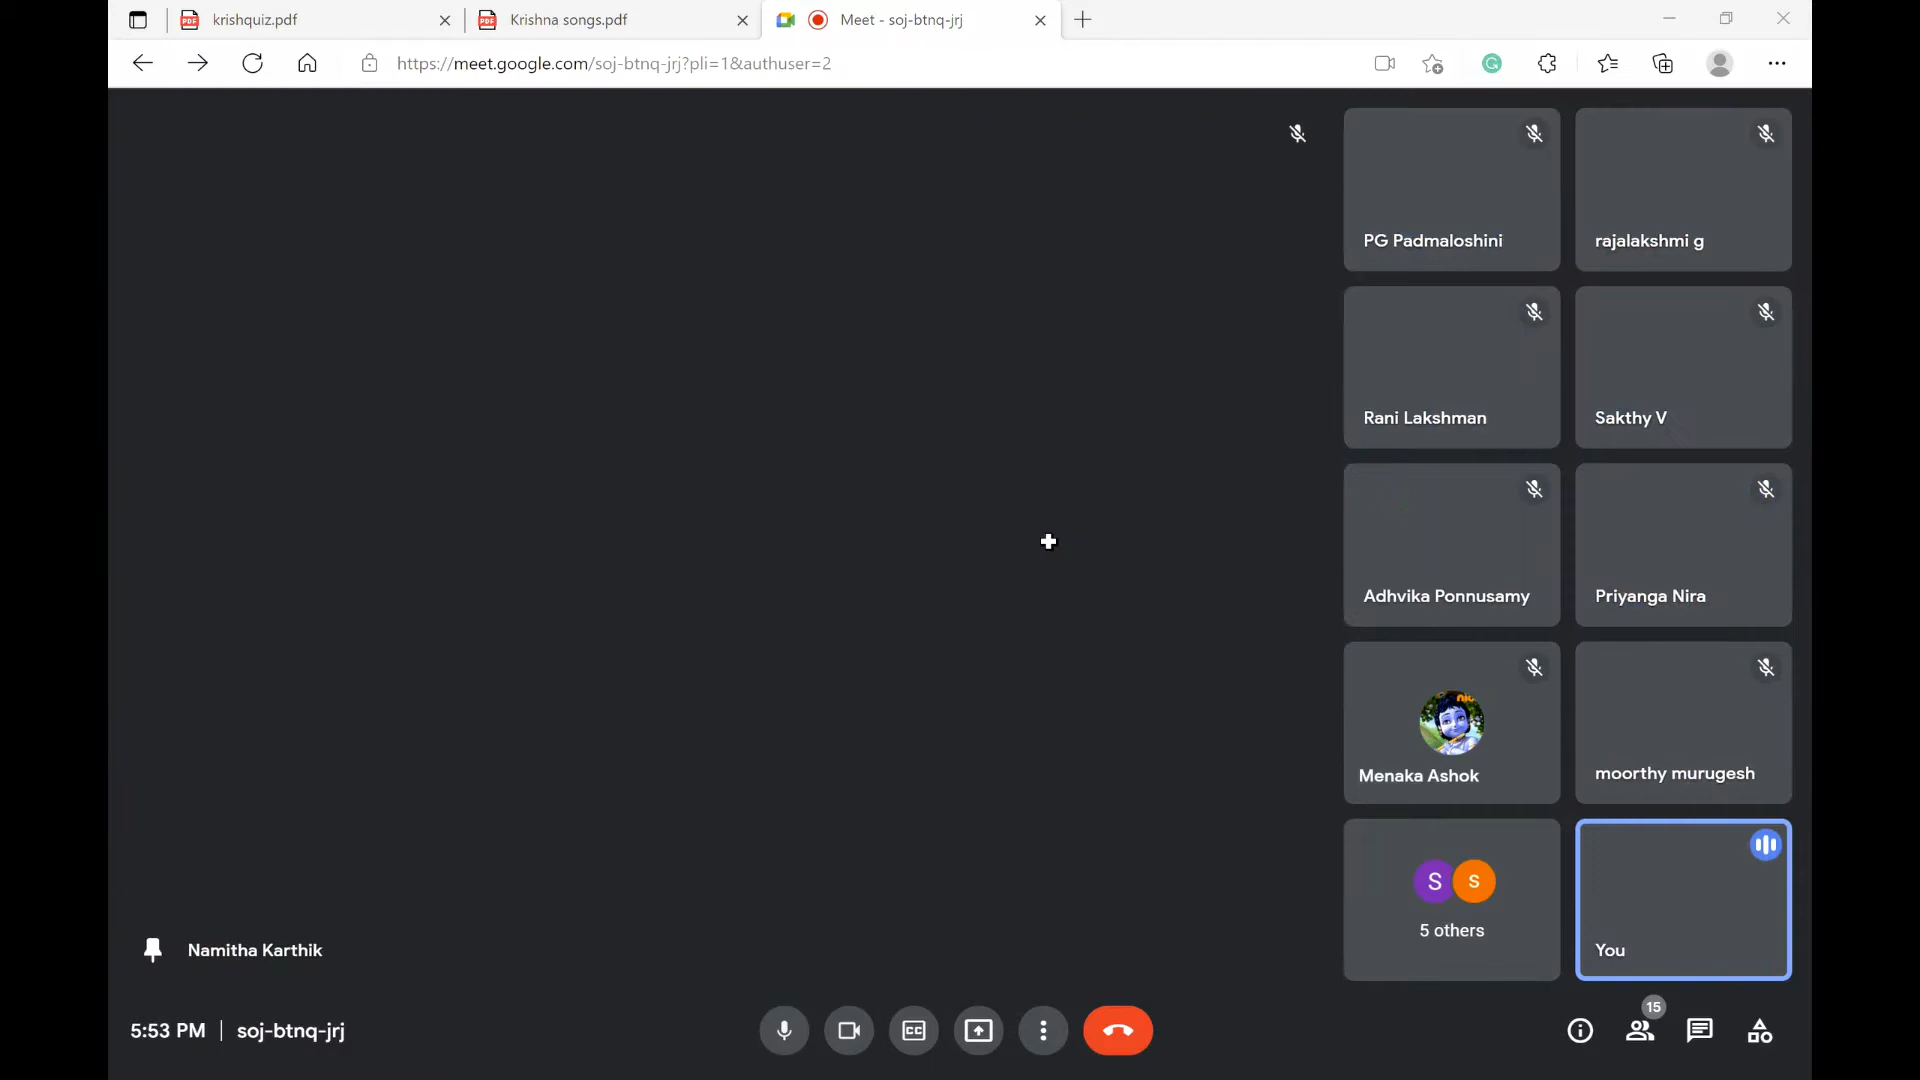 krishquiz.pdf
Krishna songs.pdf
Meet - soj-btnq-jrj
https://meet.google.com/soj-btnq-jrj?pli=1&authuser=2
PG Padmaloshini
rajalakshmi g
Rani Lakshman
Sakthy V
Adhvika Ponnusamy
Priyanga Nira
Menaka Ashok
moorthy murugesh
S
s
5 others
You
Namitha Karthik
5:53 PM | soj-btnq-jrj
CC
15